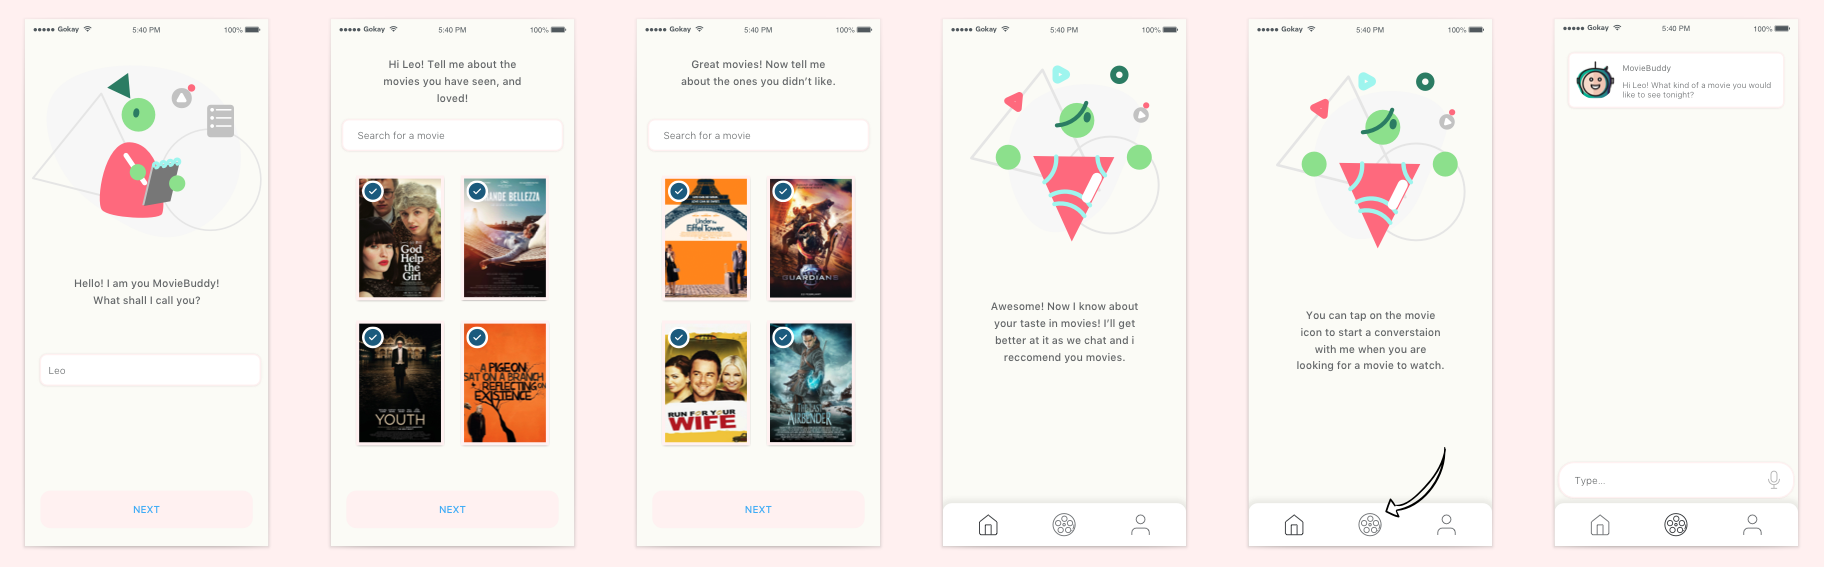 Gokay
5:40 PM
100%
Hello! I am you MovieBuddy!
What shall I call you?
Leo
NEXT
Gokay
5:40 PM
100%
Hi Leo! Tell me about the
movies you have seen, and
loved!
Search for a movie
God
Help
the
Girl
GRANDE BELLEZZA
YOUTH
A PIGEON
SAT ON A BRANCH
REFLECTING ON
EXISTENCE
NEXT
Gokay
5:40 PM
100%
Great movies! Now tell me
about the ones you didn't like.
Search for a movie
Under the
Eiffel Tower
GUARDIANS
RUN FOR YOUR
WIFE
THE LAST
AIRBENDER
NEXT
Gokay
5:40 PM
100%
Awesome! Now I know about
your taste in movies! I'll get
better at it as we chat and i
reccomend you movies.
Gokay
5:40 PM
100%
You can tap on the movie
icon to start a converstaion
with me when you are
looking for a movie to watch.
Gokay
5:40 PM
100%
MovieBuddy
Hi Leo! What kind of a movie you would
like to see tonight?
Type...